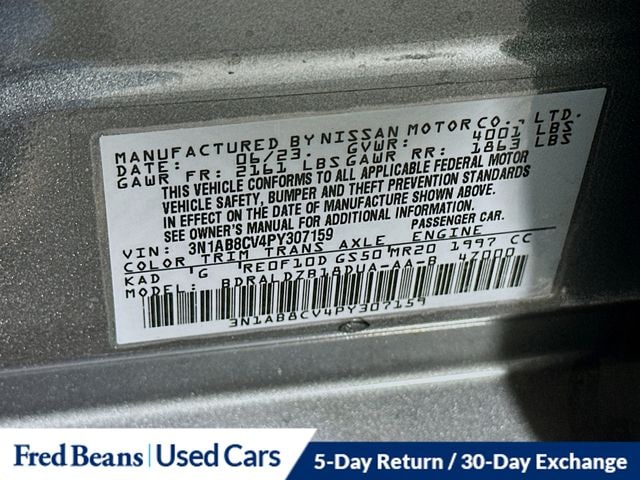 MANUFACTURED BY NISSAN MOTOR CO., LTD.
DATE: 06/23. GVWR: 4001 LBS
GAWR FR: 2161 LBS GAWR RR: 1863 LBS
THIS VEHICLE CONFORMS TO ALL APPLICABLE FEDERAL MOTOR
VEHICLE SAFETY, BUMPER AND THEFT PREVENTION STANDARDS
IN EFFECT ON THE DATE OF MANUFACTURE SHOWN ABOVE.
SEE OWNER'S MANUAL FOR ADDITIONAL INFORMATION.
VIN: 3N1AB8CV4PY307159 PASSENGER CAR.
COLOR TRIM TRANS AXLE ENGINE
KAD 'G 'RE0F10D GS50'MR20 1997 CC
MODEL: BDRALDZB18DUA-AA-B 4Z000
3N1AB8CV4PY307159
Fred Beans | Used Cars
5-Day Return / 30-Day Exchange